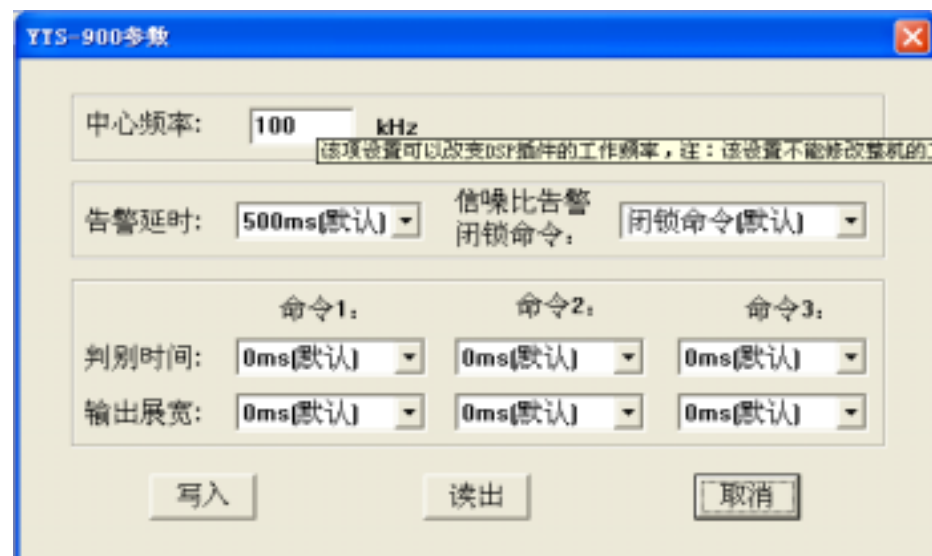 YTS-900参数
中心频率: 100 kHz
该项设置可以改变DSP插件的工作频率，注：该设置不能修改整机的
告警延时: 500ms(默认) 信噪比告警
闭锁命令: 闭锁命令(默认)
命令1: 命令2: 命令3:
判别时间: 0ms(默认) 0ms(默认) 0ms(默认)
输出展宽: 0ms(默认) 0ms(默认) 0ms(默认)
写入 读出 取消